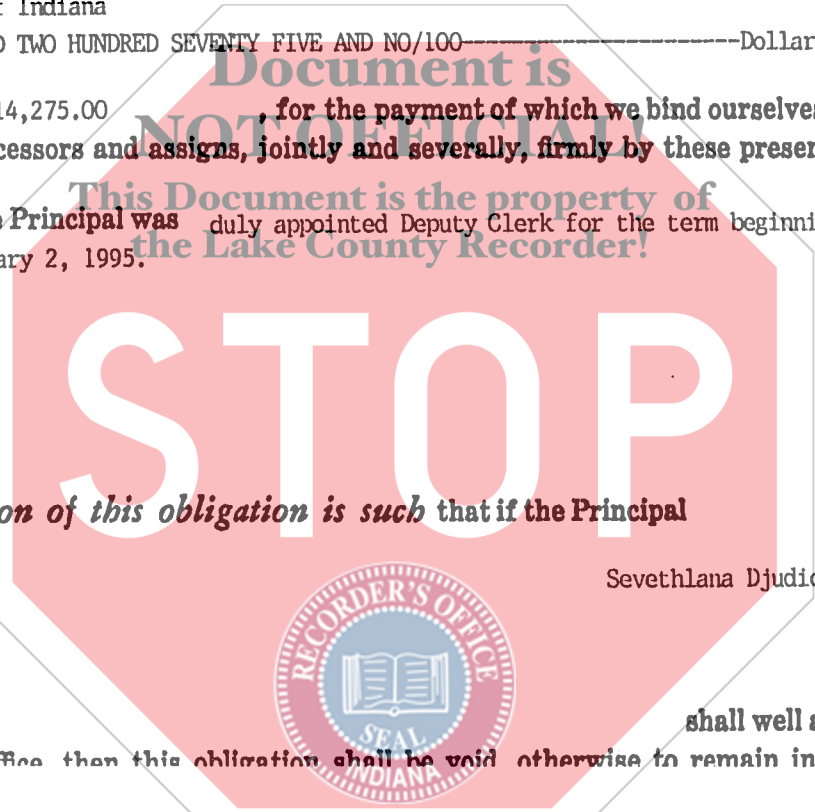 Indiana
TWO HUNDRED SEVENTY FIVE AND NO/100----------------------Dollar
Document is
14,275.00 , for the payment of which we bind ourselves
NOT OFFICIAL!
cessors and assigns, jointly and severally, firmly by these presen
This Document is the property of
Principal was duly appointed Deputy Clerk for the term beginni
the Lake County Recorder!
ary 2, 1995.
STOP
on of this obligation is such that if the Principal
Sevethlana Djudic
RECORDER'S OFFICE
shall well a
SEAL
ffice, then this obligation shall be void, otherwise to remain in
INDIANA